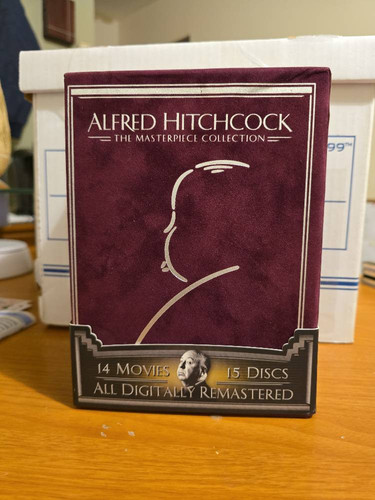 ALFRED HITCHCOCK
THE MASTERPIECE COLLECTION
14 MOVIES 15 DISCS
ALL DIGITALLY REMASTERED